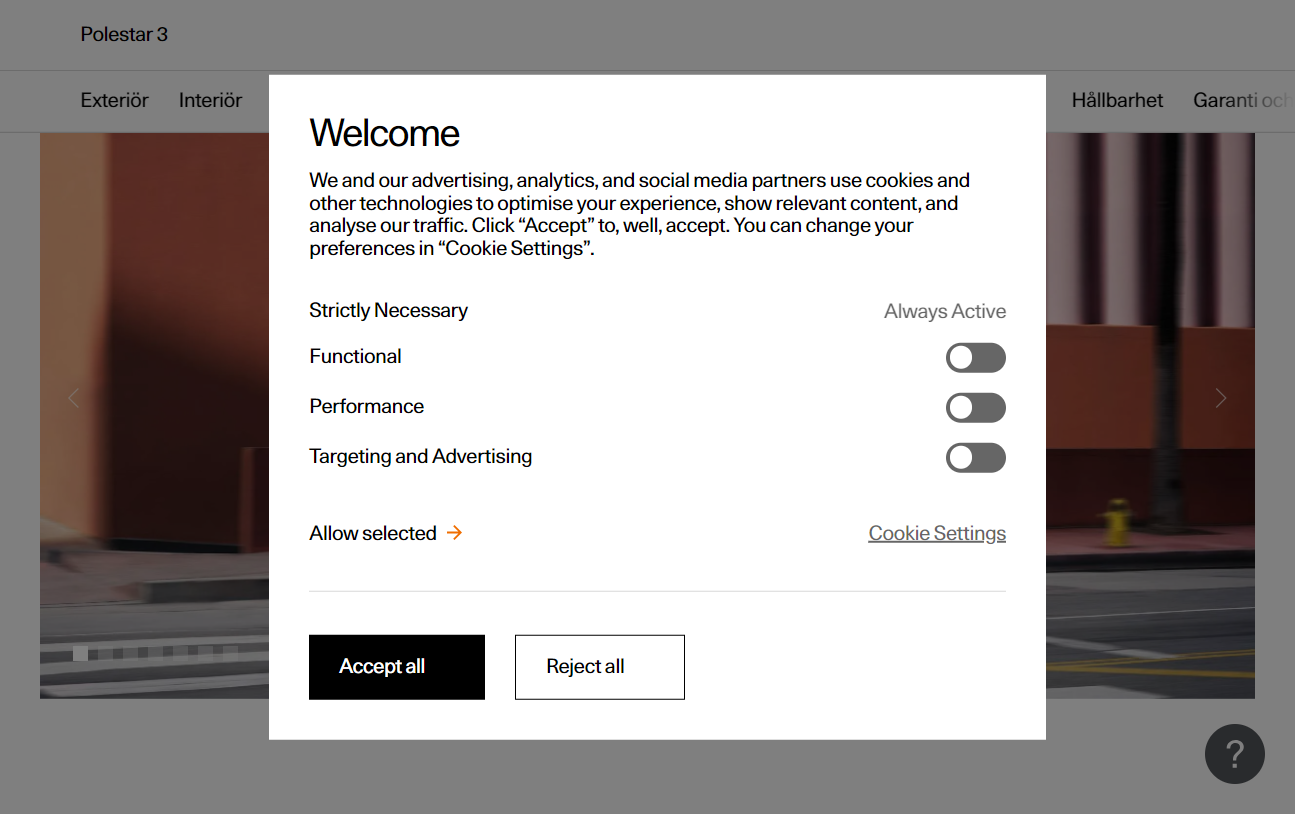 Polestar 3
Exteriör Interiör Hållbarhet Garanti och
Welcome
We and our advertising, analytics, and social media partners use cookies and
other technologies to optimise your experience, show relevant content, and
analyse our traffic. Click “Accept” to, well, accept. You can change your
preferences in “Cookie Settings”.
Strictly Necessary Always Active
Functional
Performance
Targeting and Advertising
Allow selected → Cookie Settings
Accept all Reject all
?